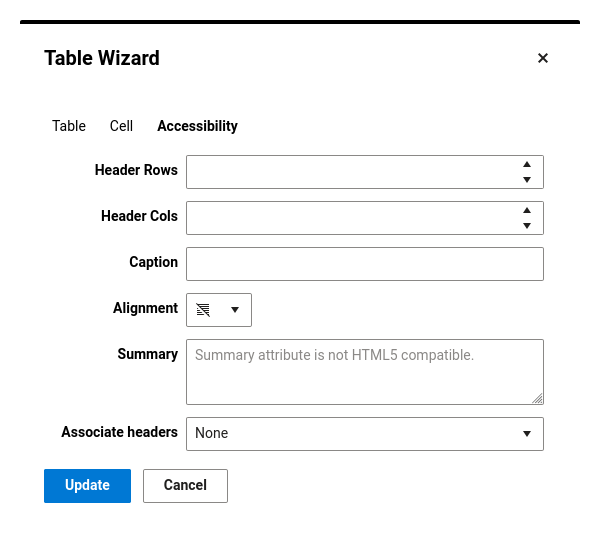 Table Wizard
×
Table Cell Accessibility
Header Rows
Header Cols
Caption
Alignment
Summary Summary attribute is not HTML5 compatible.
Associate headers None
Update Cancel